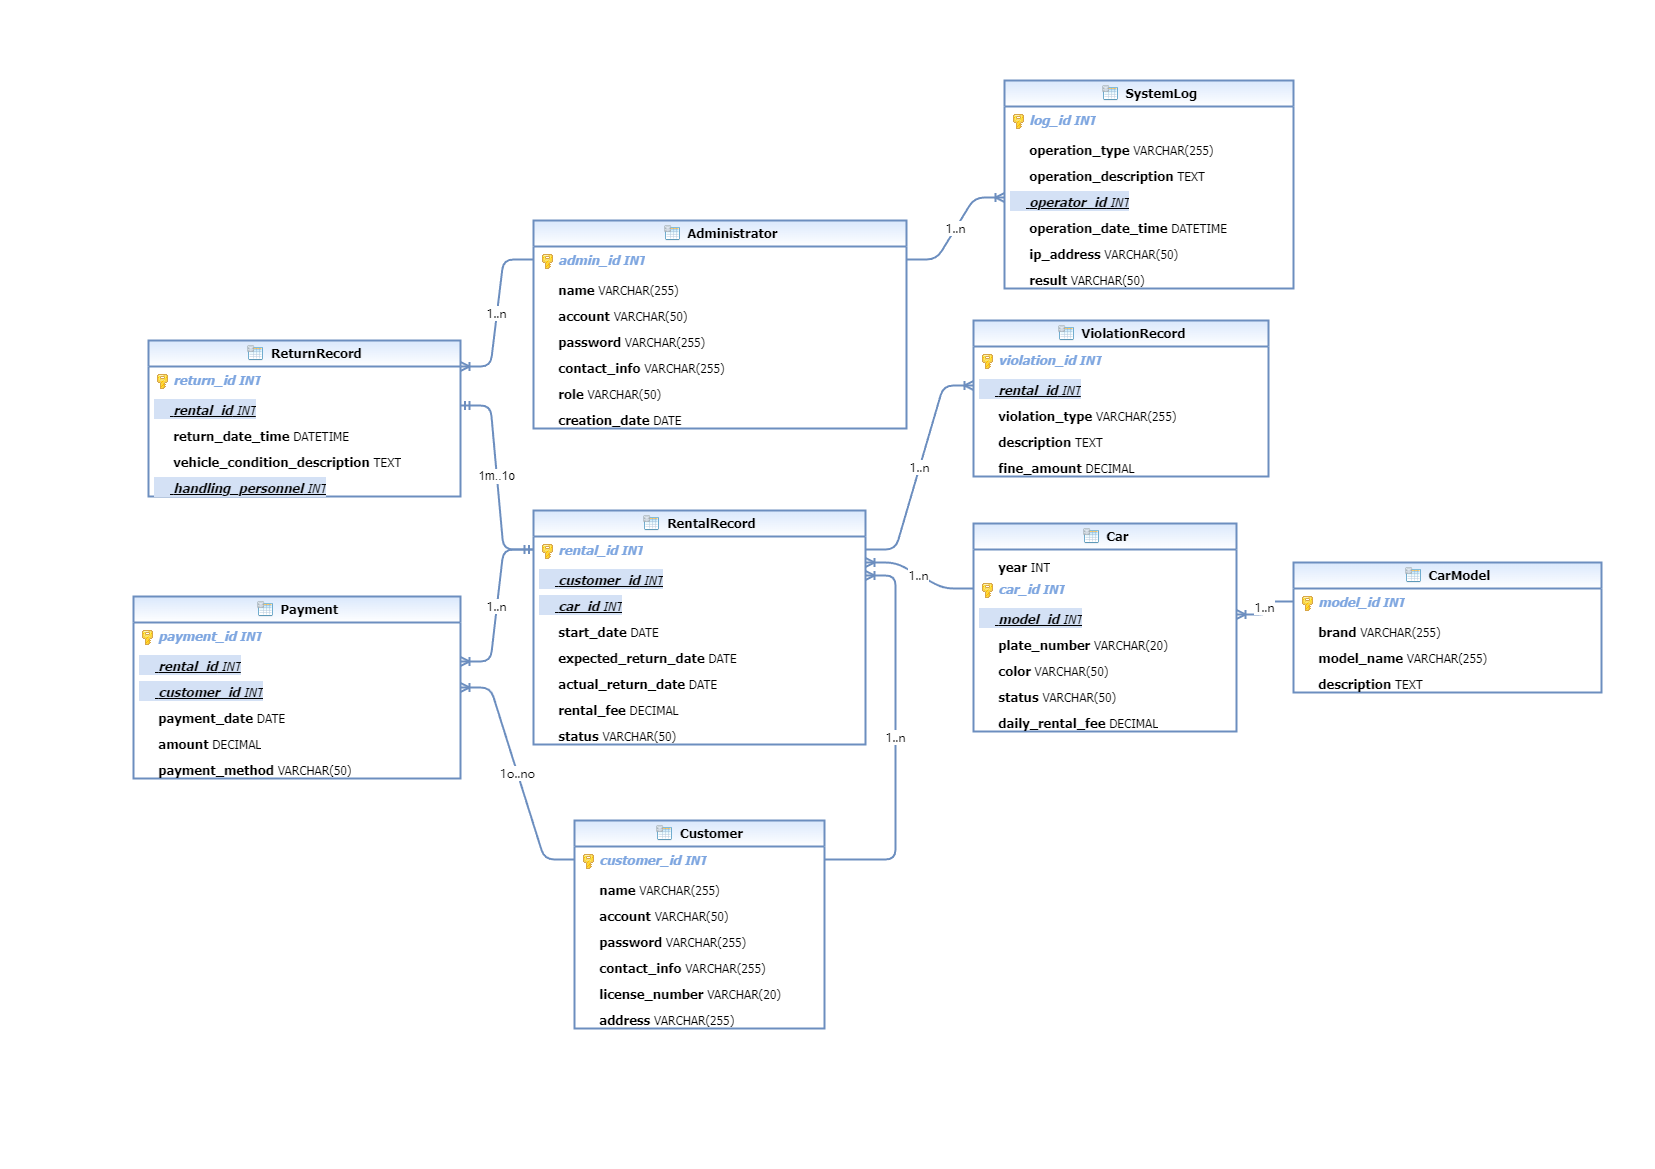 SystemLog
log_id INT
operation_type VARCHAR(255)
operation_description TEXT
operator_id INT
operation_date_time DATETIME
ip_address VARCHAR(50)
result VARCHAR(50)
1..n
Administrator
admin_id INT
name VARCHAR(255)
account VARCHAR(50)
password VARCHAR(255)
contact_info VARCHAR(255)
role VARCHAR(50)
creation_date DATE
1..n
ReturnRecord
return_id INT
rental_id INT
return_date_time DATETIME
vehicle_condition_description TEXT
handling_personnel INT
ViolationRecord
violation_id INT
rental_id INT
violation_type VARCHAR(255)
description TEXT
fine_amount DECIMAL
1..n
1m..1o
RentalRecord
rental_id INT
customer_id INT
car_id INT
start_date DATE
expected_return_date DATE
actual_return_date DATE
rental_fee DECIMAL
status VARCHAR(50)
1..n
Car
year INT
car_id INT
model_id INT
plate_number VARCHAR(20)
color VARCHAR(50)
status VARCHAR(50)
daily_rental_fee DECIMAL
1..n
CarModel
model_id INT
brand VARCHAR(255)
model_name VARCHAR(255)
description TEXT
1..n
Payment
payment_id INT
rental_id INT
customer_id INT
payment_date DATE
amount DECIMAL
payment_method VARCHAR(50)
1..n
1o..no
Customer
customer_id INT
name VARCHAR(255)
account VARCHAR(50)
password VARCHAR(255)
contact_info VARCHAR(255)
license_number VARCHAR(20)
address VARCHAR(255)